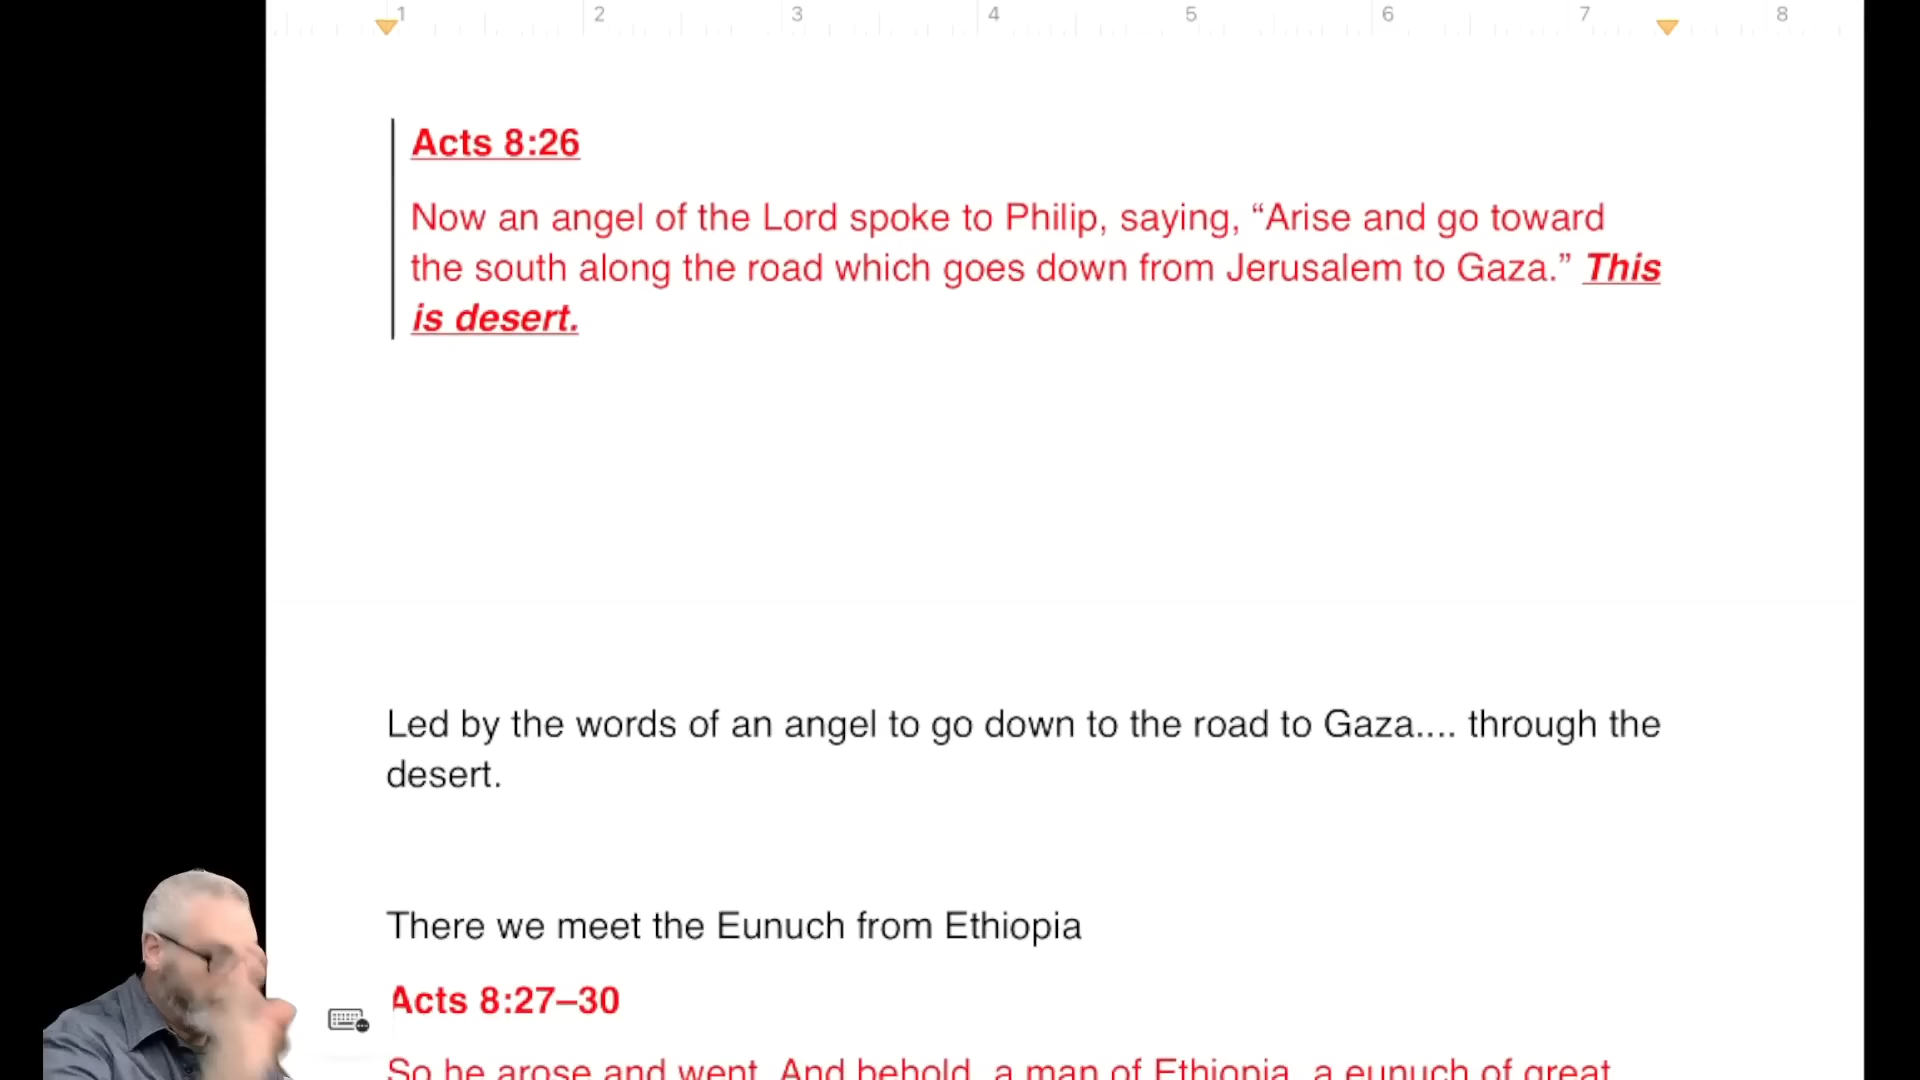 1 2 3 4 5 6 7 8
Acts 8:26
Now an angel of the Lord spoke to Philip, saying, “Arise and go toward
the south along the road which goes down from Jerusalem to Gaza.” This
is desert.
Led by the words of an angel to go down to the road to Gaza.... through the
desert.
There we meet the Eunuch from Ethiopia
Acts 8:27–30
So he arose and went. And behold, a man of Ethiopia, a eunuch of great